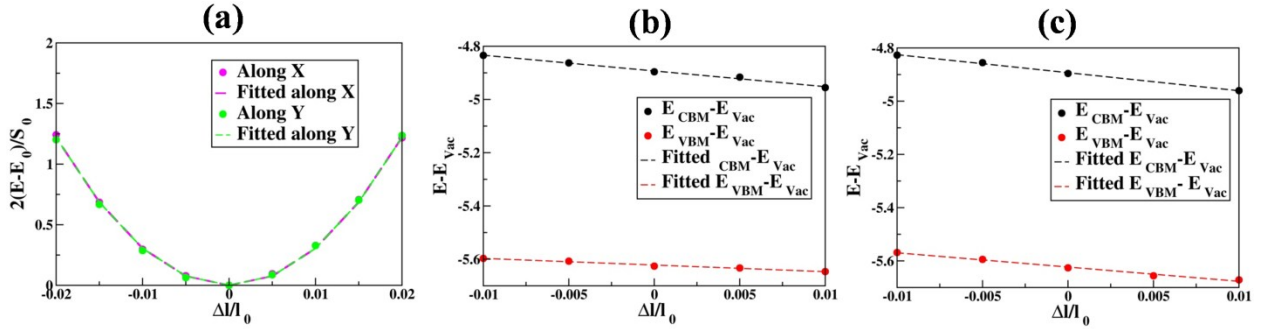 (a)
2(E-E0)/S0
2
1.5
1
0.5
0
-0.02
-0.01
0
0.01
0.02
Δl/l0
Along X
Fitted along X
Along Y
Fitted along Y
(b)
E-EVac
-4.8
-5
-5.2
-5.4
-5.6
-0.01
-0.005
0
0.005
0.01
Δl/l0
ECBM-EVac
EVBM-EVac
Fitted CBM-EVac
Fitted EVBM-EVac
(c)
E-EVac
-4.8
-5
-5.2
-5.4
-5.6
-0.01
-0.005
0
0.005
0.01
Δl/l0
ECBM-EVac
EVBM-EVac
Fitted ECBM-EVac
Fitted EVBM- EVac